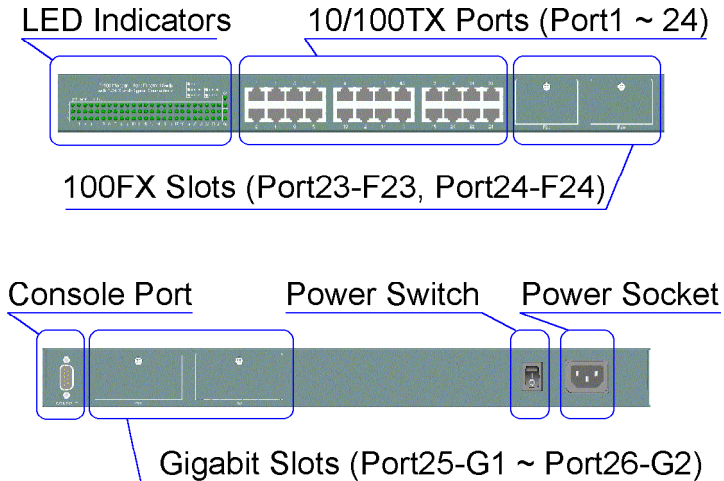 LED Indicators
10/100TX Ports (Port1 ~ 24)
100FX Slots (Port23-F23, Port24-F24)
Console Port
Power Switch
Power Socket
Gigabit Slots (Port25-G1 ~ Port26-G2)